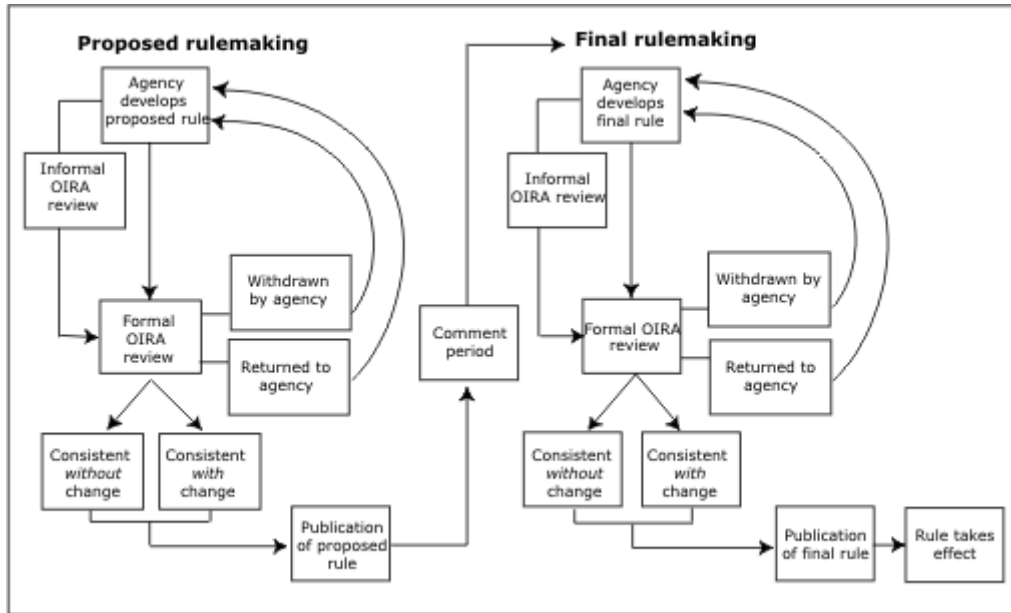 Proposed rulemaking
Agency
develops
proposed rule
Informal
OIRA
review
Withdrawn
by agency
Formal
OIRA
review
Returned to
agency
Consistent
without
change
Consistent
with
change
Publication
of proposed
rule
Comment
period
Final rulemaking
Agency
develops
final rule
Informal
OIRA review
Withdrawn by
agency
Formal OIRA
review
Returned to
agency
Consistent
without
change
Consistent
with
change
Publication
of final rule
Rule takes
effect